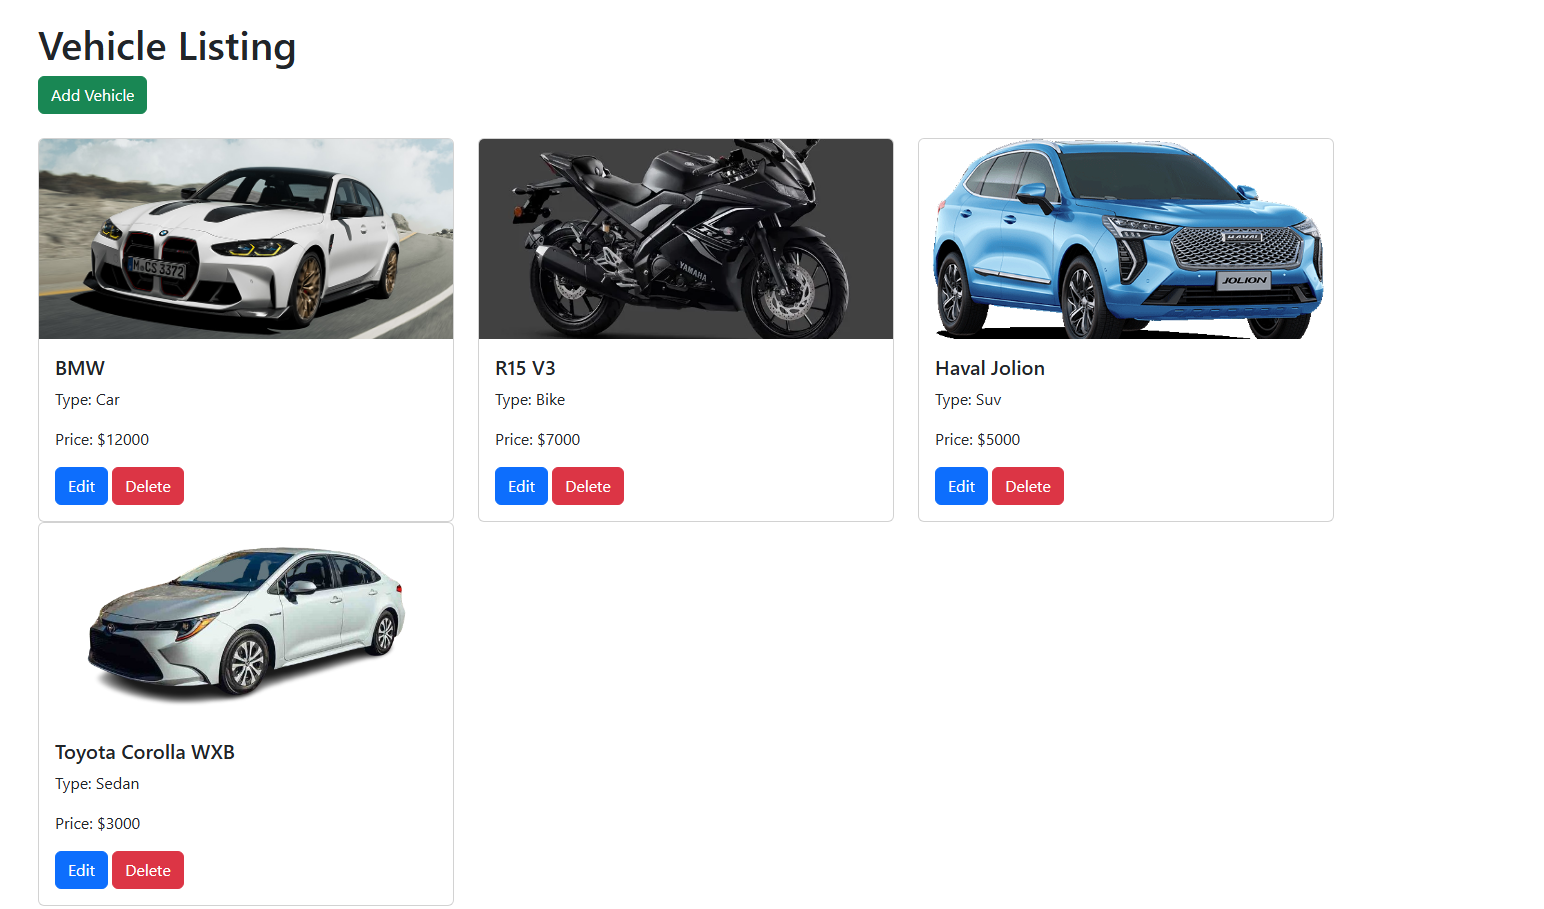 Vehicle Listing
Add Vehicle
M CS 3372
BMW
Type: Car
Price: $12000
Edit Delete
YAMAHA
R15 V3
Type: Bike
Price: $7000
Edit Delete
HAVAL
JOLION
Haval Jolion
Type: Suv
Price: $5000
Edit Delete
Toyota Corolla WXB
Type: Sedan
Price: $3000
Edit Delete